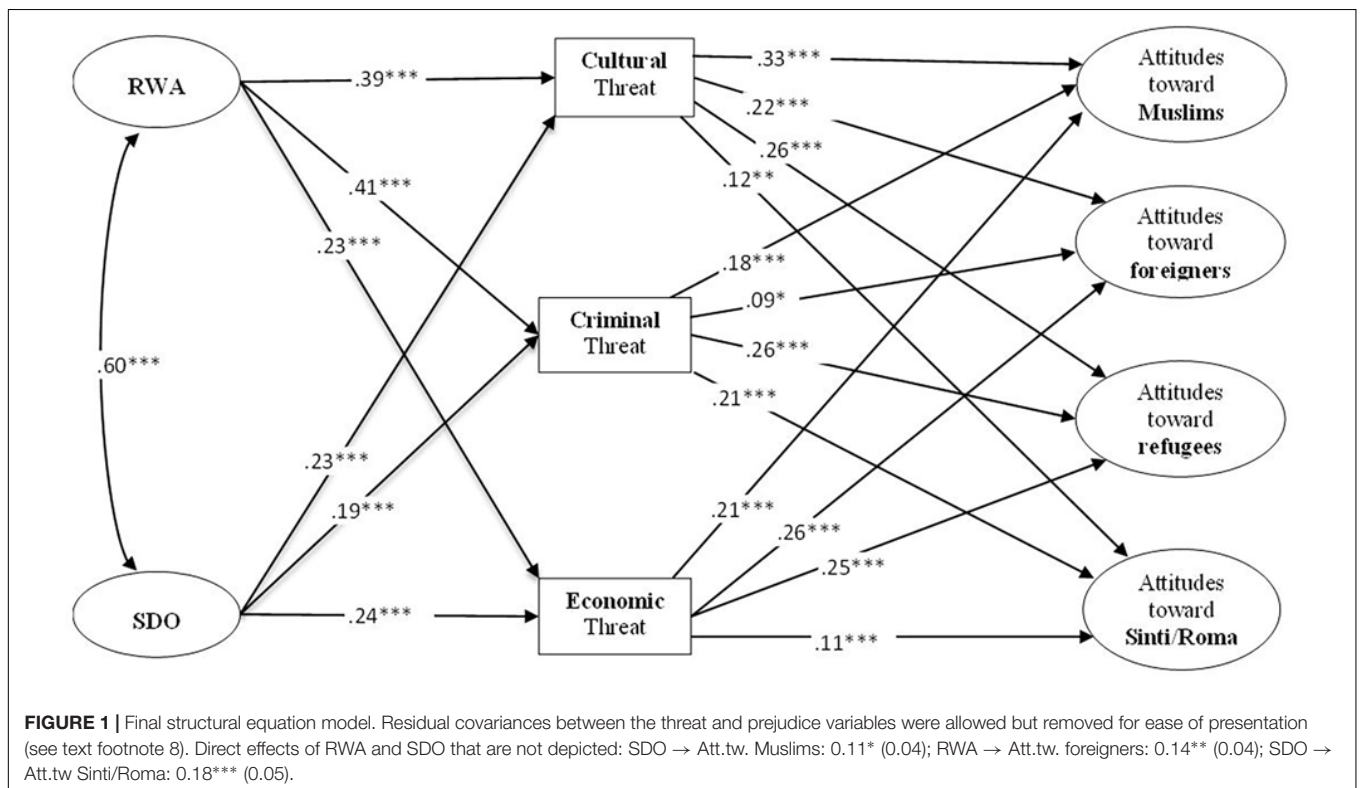 RWA
SDO
.60***
.39***
.41***
.23***
.23***
.19***
.24***
Cultural
Threat
Criminal
Threat
Economic
Threat
.33***
.22***
.26***
.12**
.18***
.09*
.26***
.21***
.21***
.26***
.25***
.11***
Attitudes
toward
Muslims
Attitudes
toward
foreigners
Attitudes
toward
refugees
Attitudes
toward
Sinti/Roma
FIGURE 1 | Final structural equation model. Residual covariances between the threat and prejudice variables were allowed but removed for ease of presentation
(see text footnote 8). Direct effects of RWA and SDO that are not depicted: SDO → Att.tw. Muslims: 0.11* (0.04); RWA → Att.tw. foreigners: 0.14** (0.04); SDO →
Att.tw Sinti/Roma: 0.18*** (0.05).